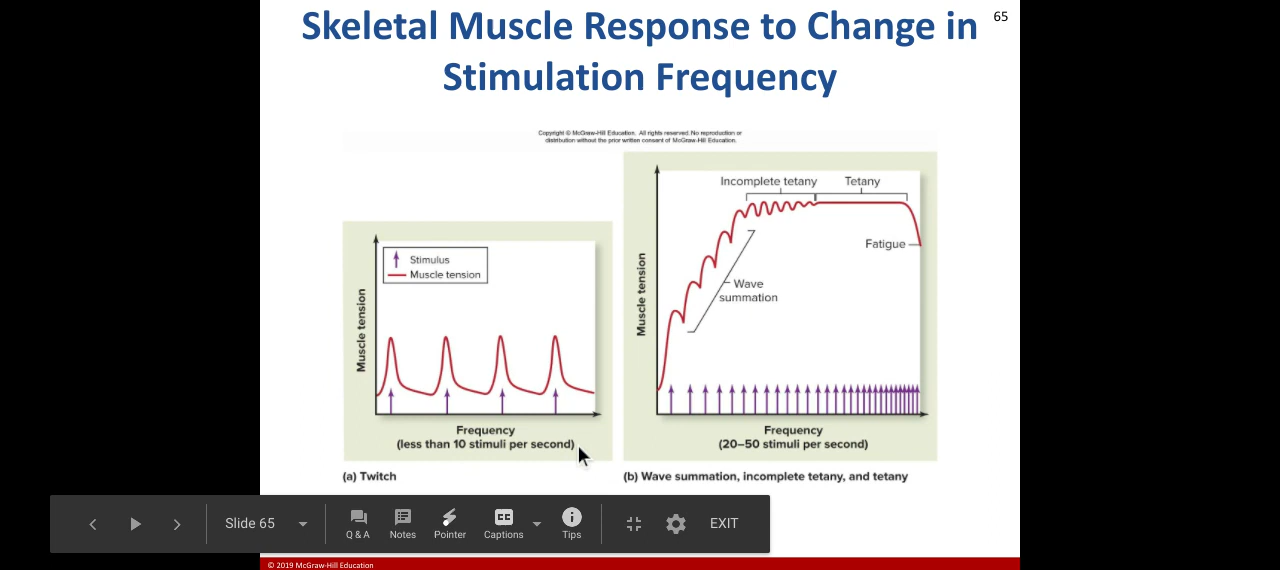 Skeletal Muscle Response to Change in
65
Stimulation Frequency
Copyright © McGraw-Hill Education. All rights reserved. No reproduction or
distribution without the prior written consent of McGraw-Hill Education.
Stimulus
Muscle tension
Muscle tension
Frequency
(less than 10 stimuli per second)
(a) Twitch
Incomplete tetany
Tetany
Fatigue
Wave
summation
Muscle tension
Frequency
(20–50 stimuli per second)
(b) Wave summation, incomplete tetany, and tetany
Slide 65
Q & A
Notes
Pointer
CC
Captions
Tips
EXIT
© 2019 McGraw-Hill Education